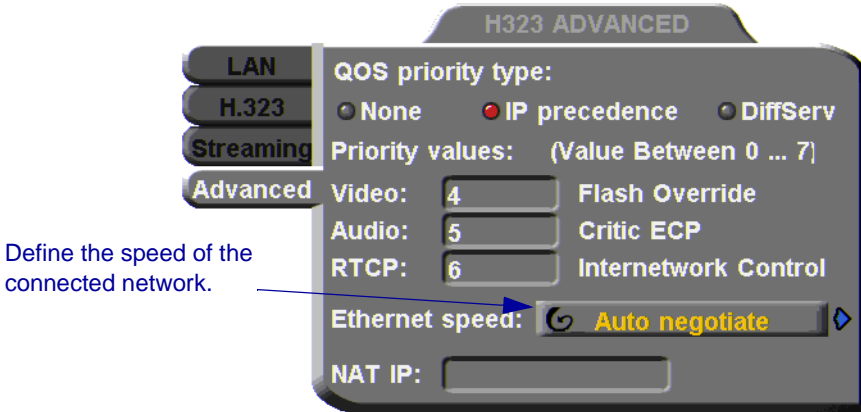 H323 ADVANCED
LAN
H.323
Streaming
Advanced
QOS priority type:
None IP precedence DiffServ
Priority values: (Value Between 0 ... 7)
Video: 4 Flash Override
Audio: 5 Critic ECP
RTCP: 6 Internetwork Control
Ethernet speed: Auto negotiate
NAT IP:
Define the speed of the
connected network.